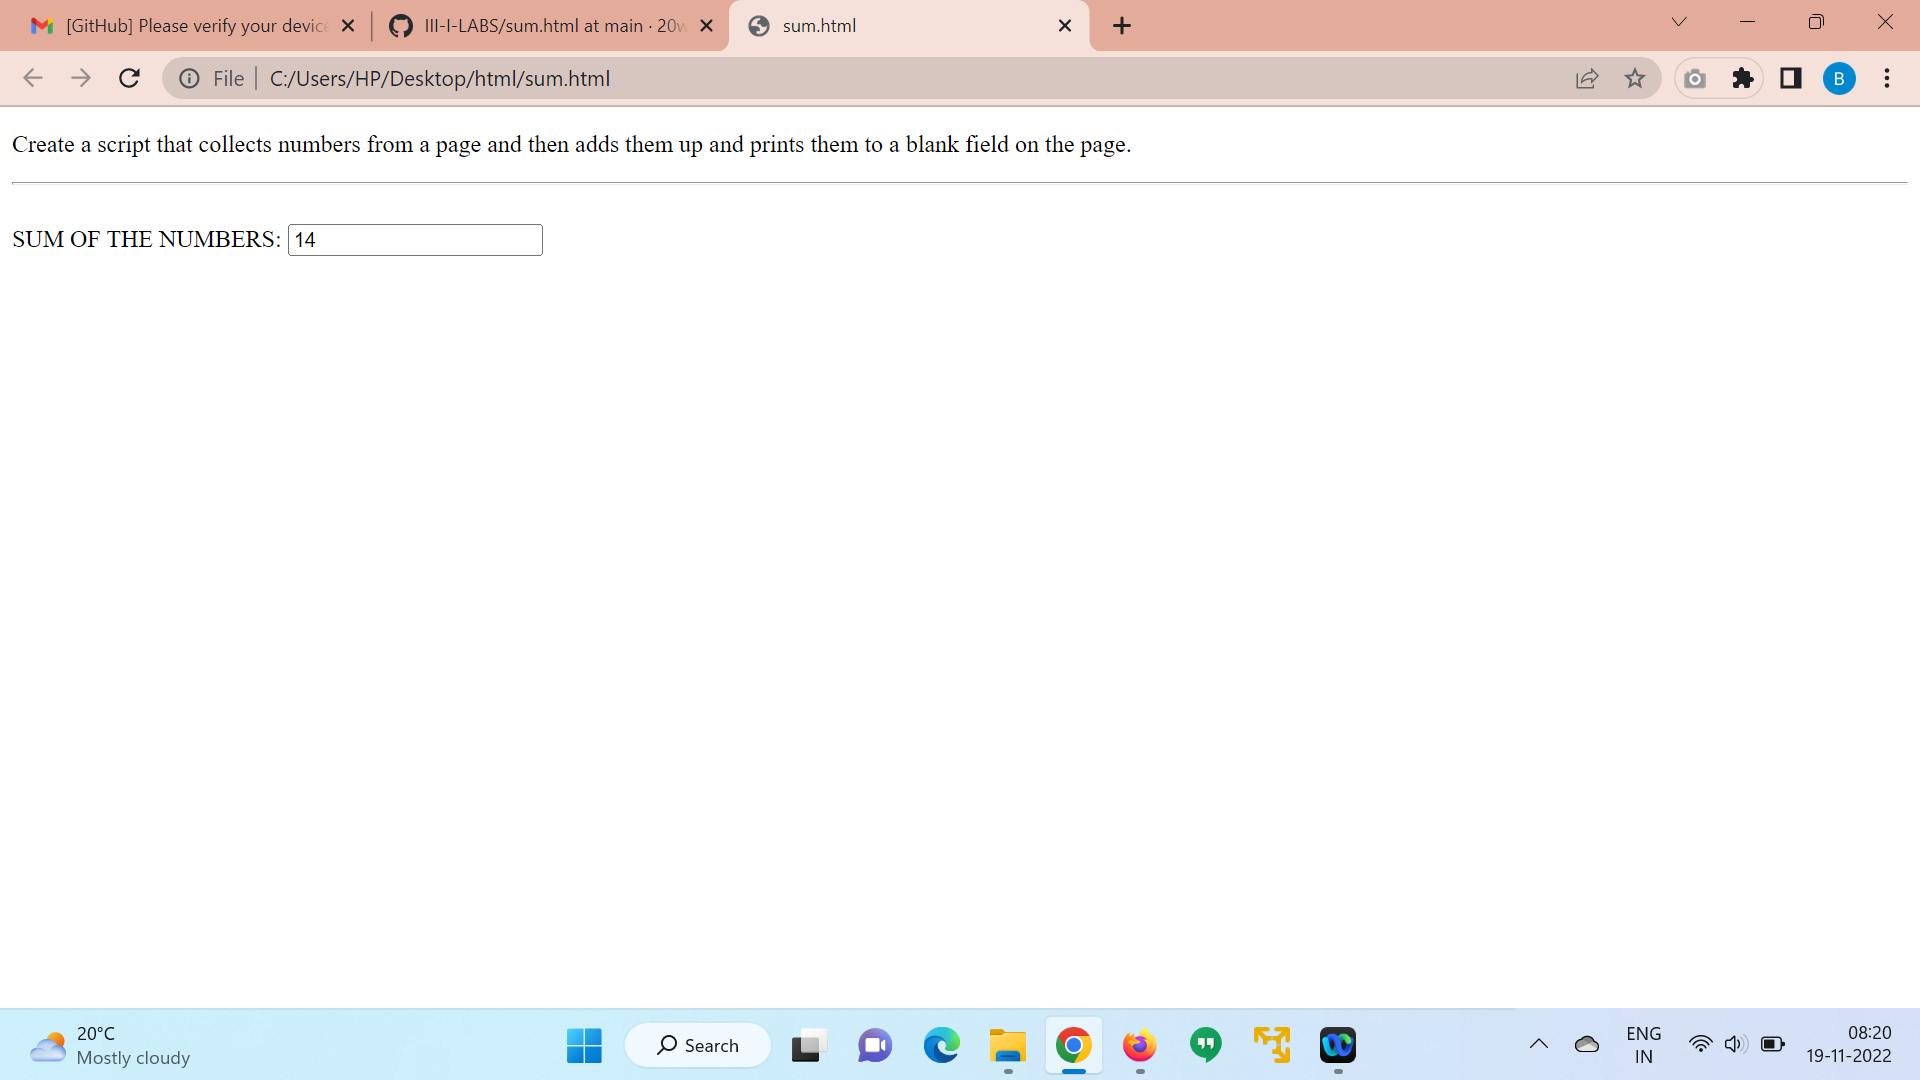 [GitHub] Please verify your device
III-I-LABS/sum.html at main · 20w
sum.html
File
C:/Users/HP/Desktop/html/sum.html
B
Create a script that collects numbers from a page and then adds them up and prints them to a blank field on the page.
SUM OF THE NUMBERS: 14
20°C
Mostly cloudy
Search
ENG
IN
08:20
19-11-2022